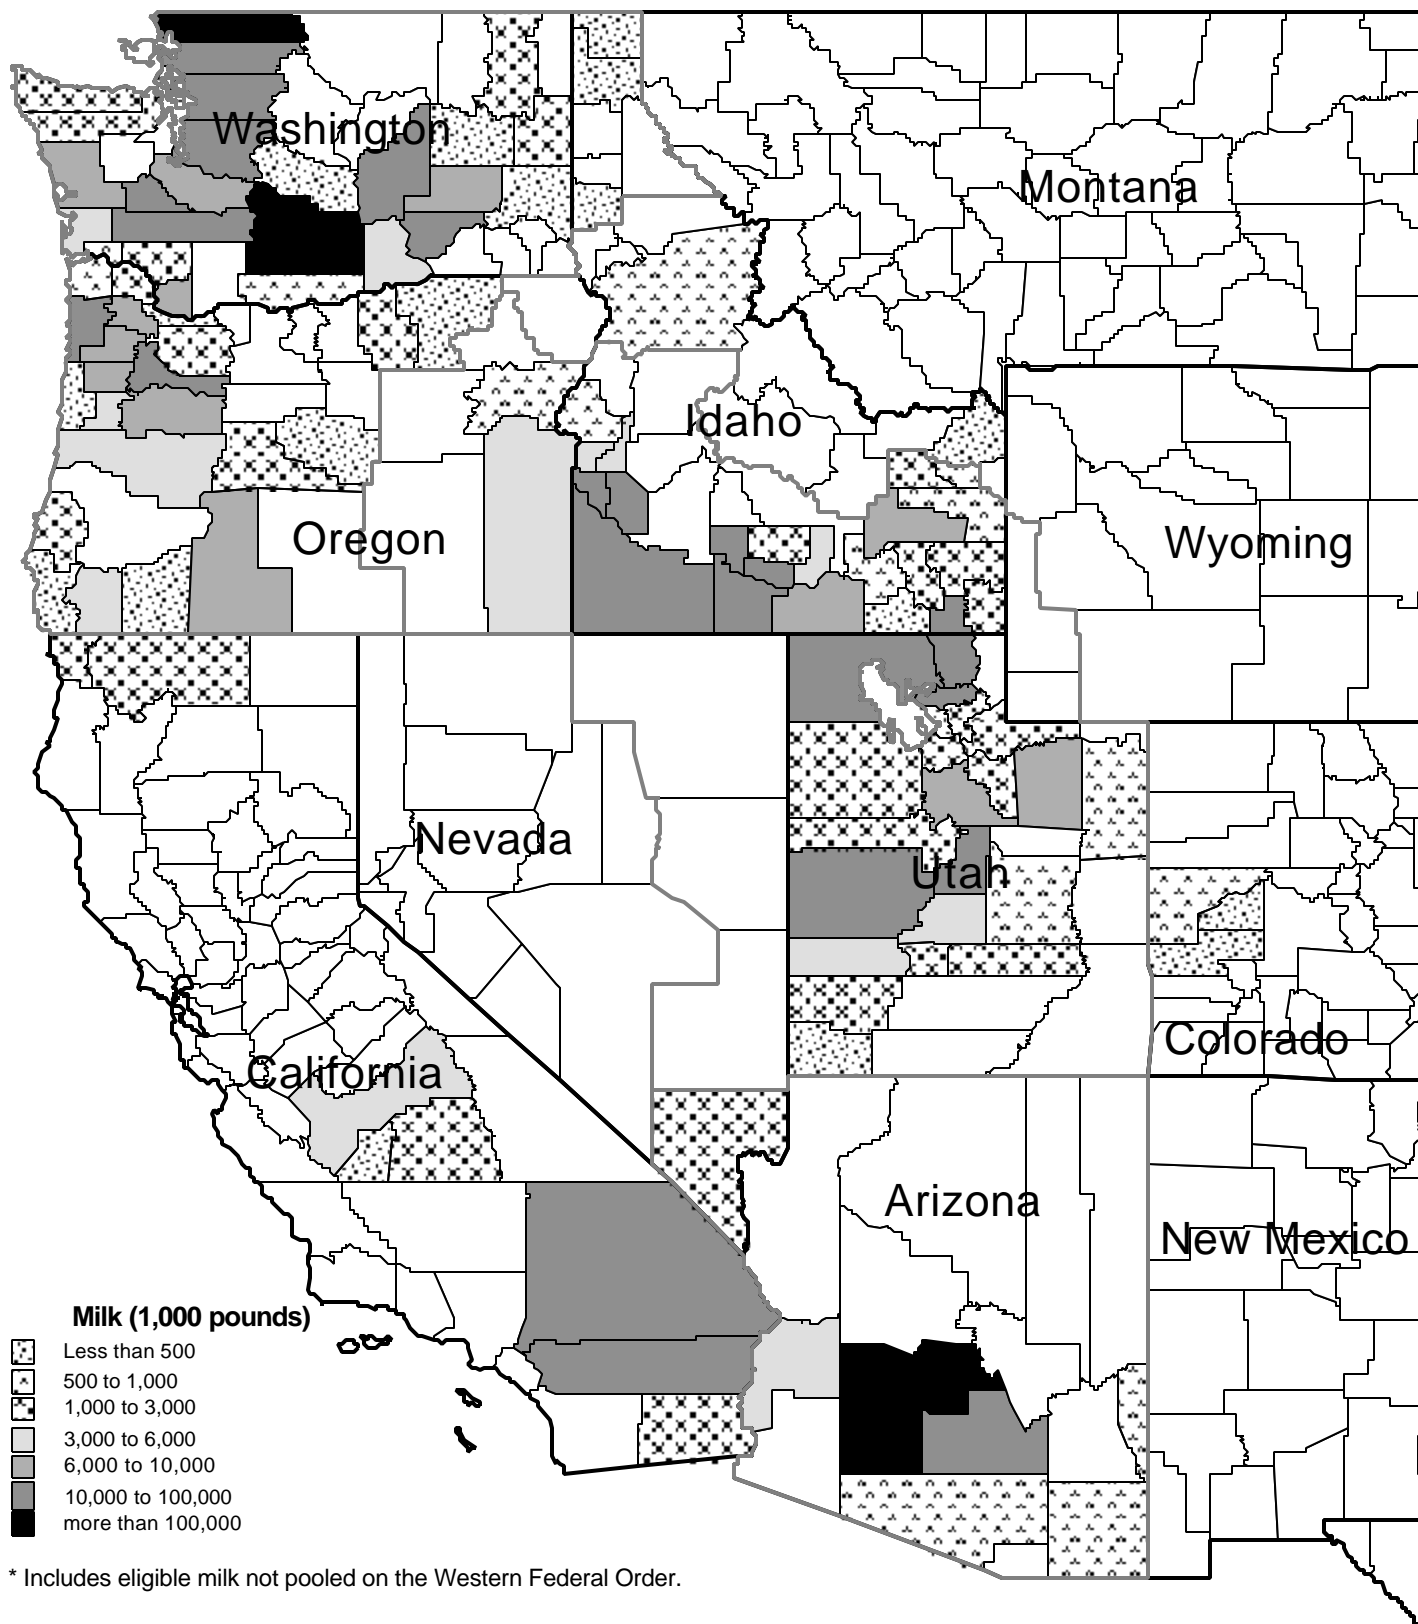 Washington
Montana
Idaho
Oregon
Wyoming
Nevada
Utah
Colorado
California
Arizona
New Mexico
Milk (1,000 pounds)
Less than 500
500 to 1,000
1,000 to 3,000
3,000 to 6,000
6,000 to 10,000
10,000 to 100,000
more than 100,000
* Includes eligible milk not pooled on the Western Federal Order.